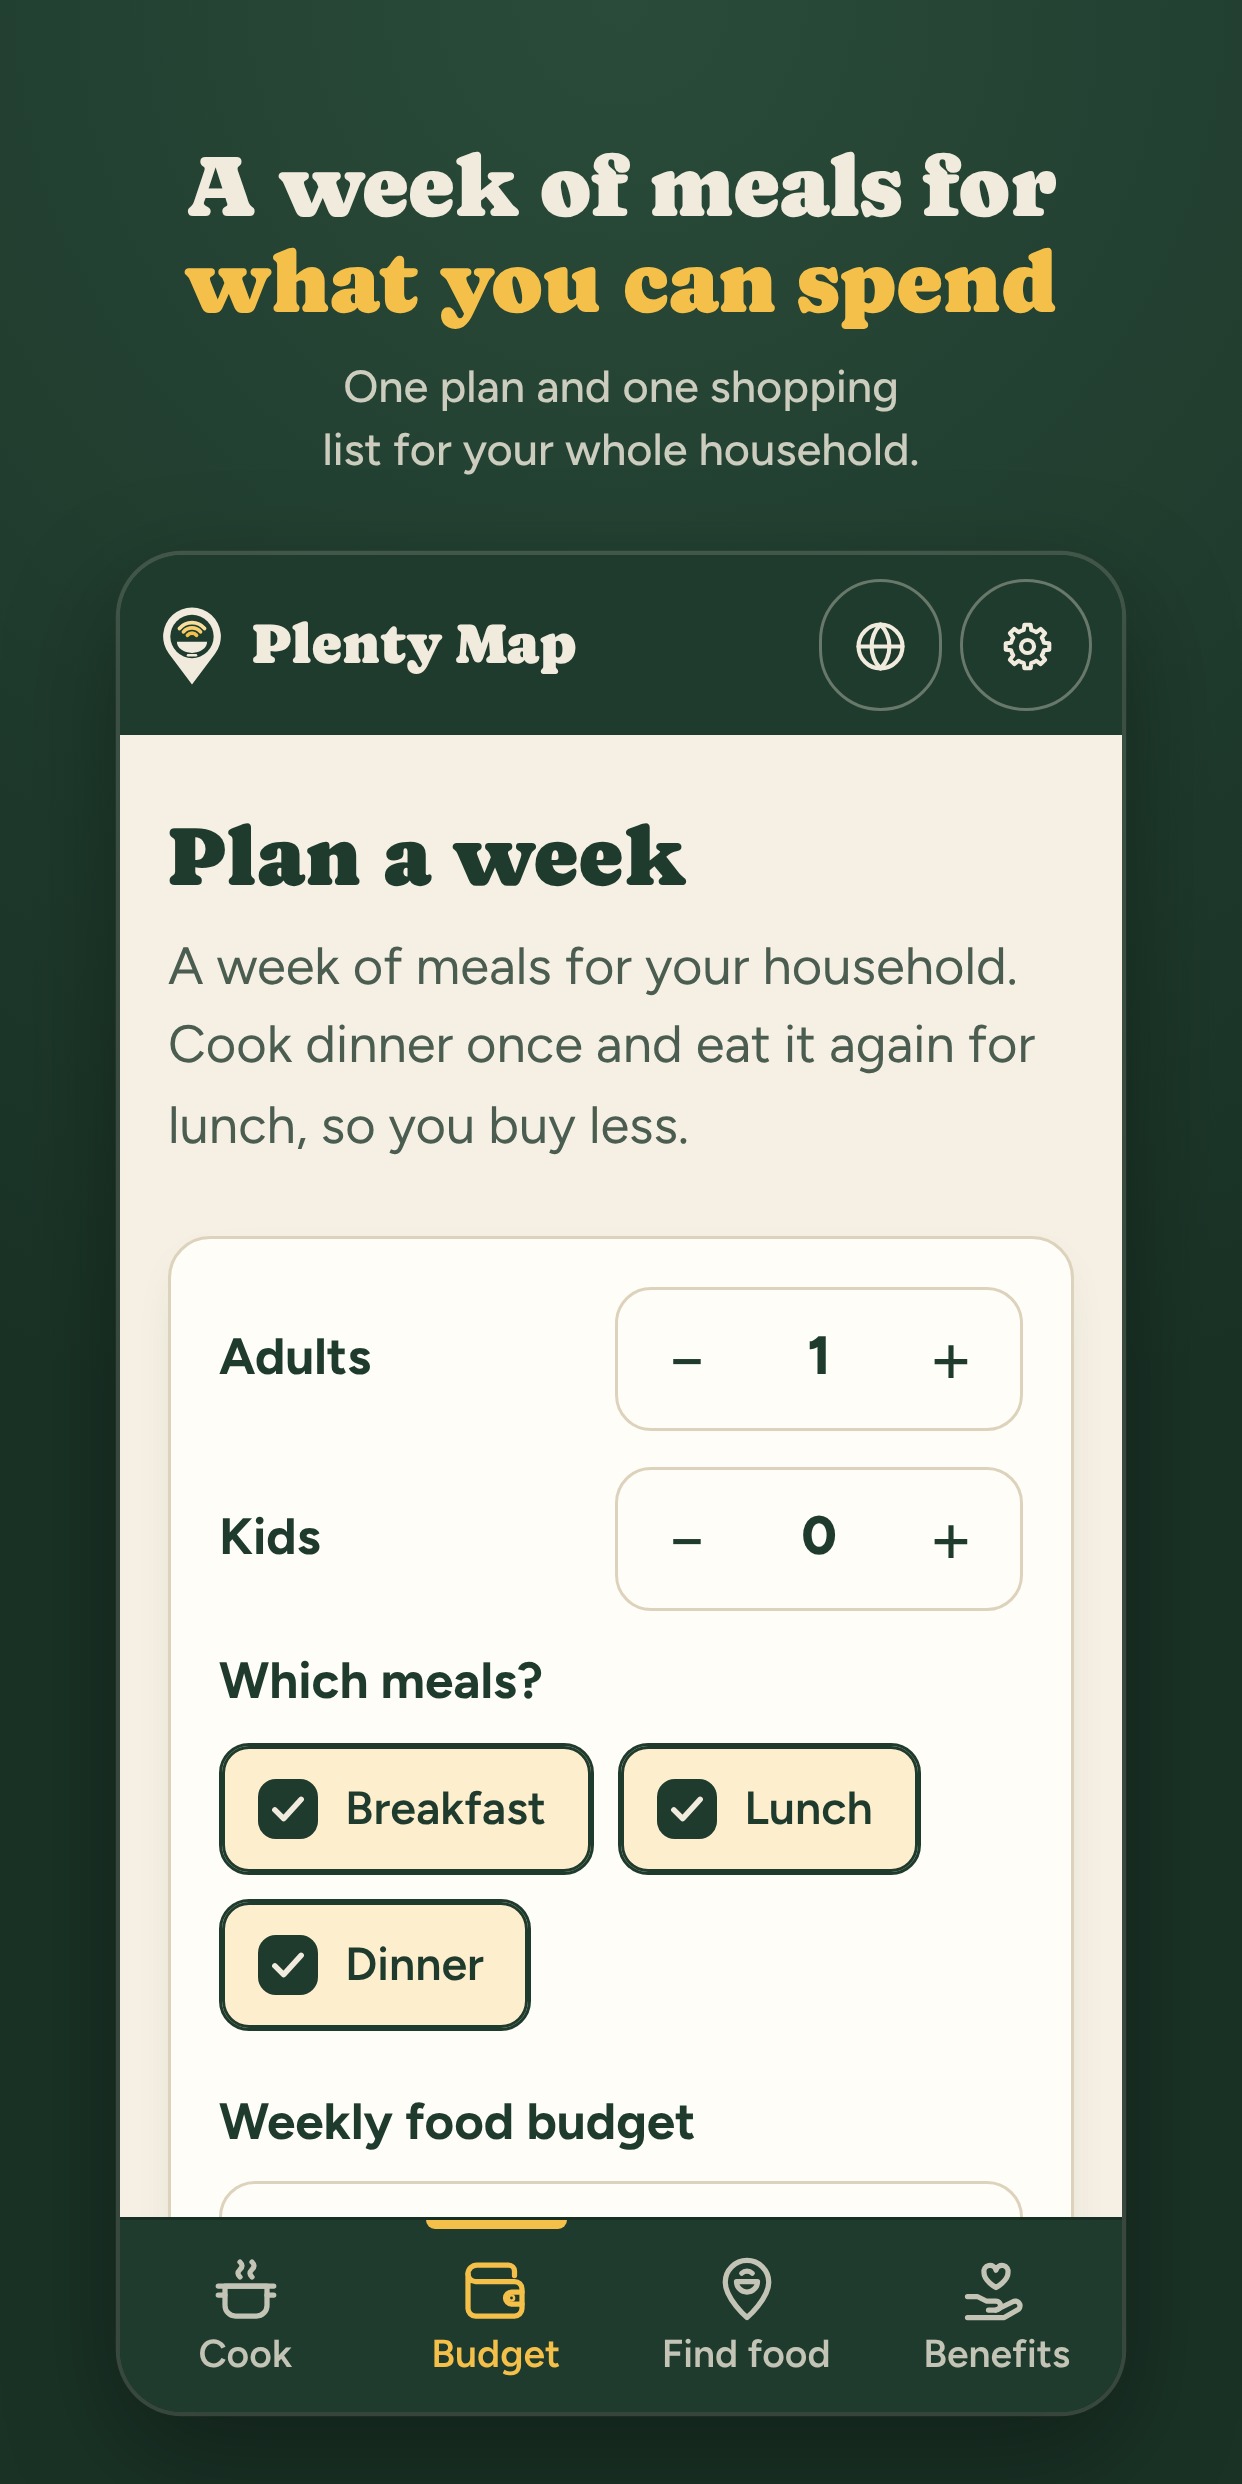 A week of meals for
what you can spend
One plan and one shopping
list for your whole household.
Plenty Map
Plan a week
A week of meals for your household.
Cook dinner once and eat it again for
lunch, so you buy less.
Adults
− 1 +
Kids
− 0 +
Which meals?
Breakfast Lunch
Dinner
Weekly food budget
Cook Budget Find food Benefits